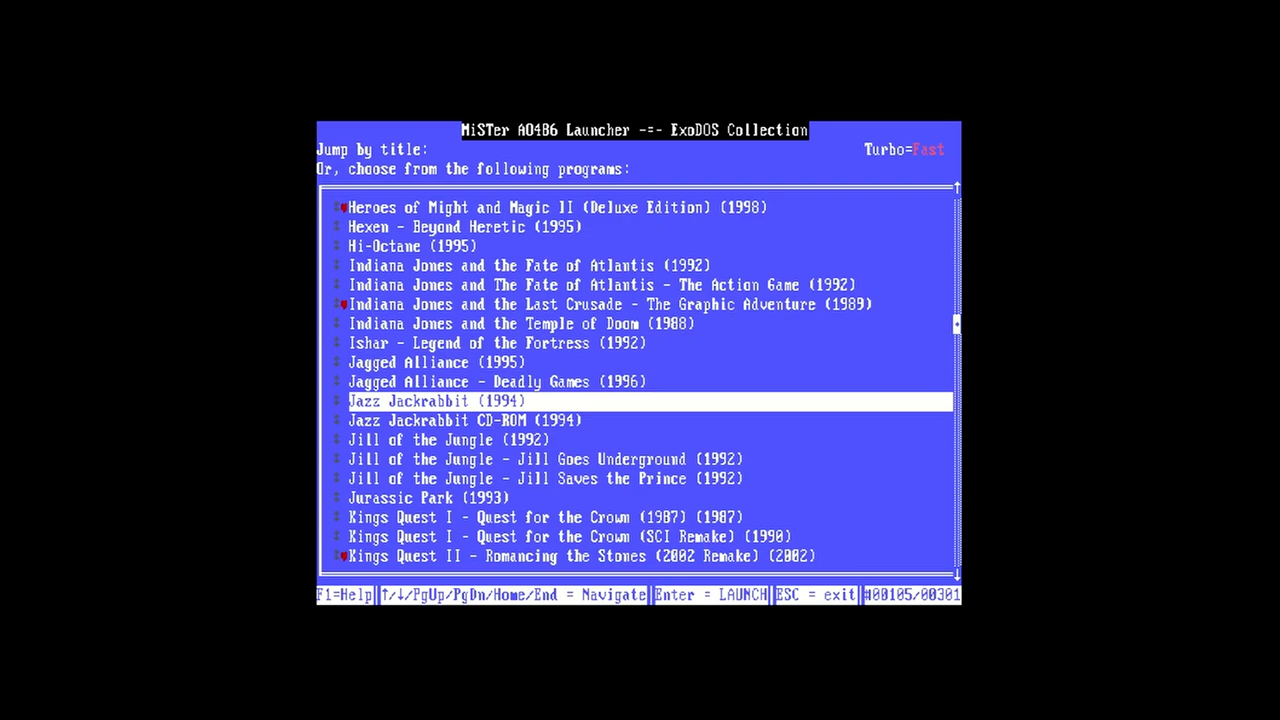 MiSTer AO486 Launcher -=- ExoDOS Collection
Jump by title: Turbo=Fast
Or, choose from the following programs:
Heroes of Might and Magic II (Deluxe Edition) (1998)
Hexen - Beyond Heretic (1995)
Hi-Octane (1995)
Indiana Jones and the Fate of Atlantis (1992)
Indiana Jones and The Fate of Atlantis - The Action Game (1992)
Indiana Jones and the Last Crusade - The Graphic Adventure (1989)
Indiana Jones and the Temple of Doom (1988)
Ishar - Legend of the Fortress (1992)
Jagged Alliance (1995)
Jagged Alliance - Deadly Games (1996)
Jazz Jackrabbit (1994)
Jazz Jackrabbit CD-ROM (1994)
Jill of the Jungle (1992)
Jill of the Jungle - Jill Goes Underground (1992)
Jill of the Jungle - Jill Saves the Prince (1992)
Jurassic Park (1993)
Kings Quest I - Quest for the Crown (1987) (1987)
Kings Quest I - Quest for the Crown (SCI Remake) (1990)
Kings Quest II - Romancing the Stones (2002 Remake) (2002)
F1=Help║↑/↓/PgUp/PgDn/Home/End = Navigate║Enter = LAUNCH║ESC = exit║#00105/00301